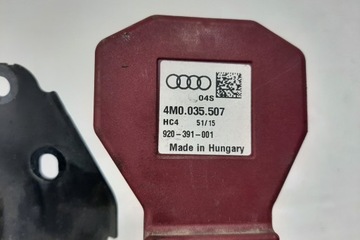 04S
4M0.035.507
HC4 51/15
920-391-001
Made in Hungary